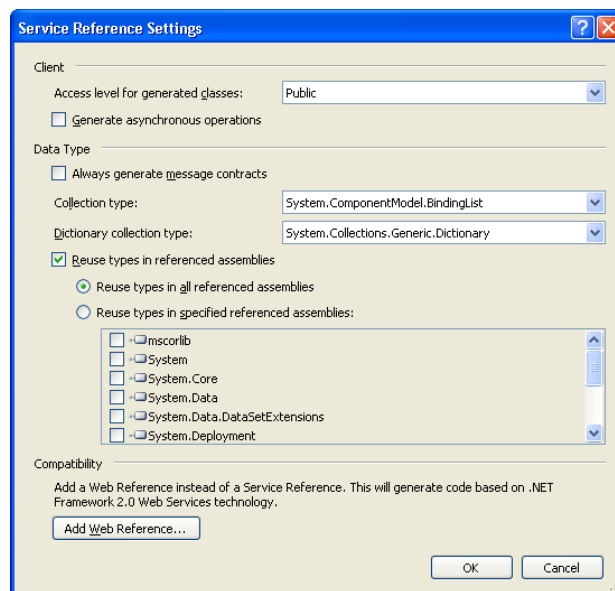 Service Reference Settings
Client
Access level for generated classes:
Public
Generate asynchronous operations
Data Type
Always generate message contracts
Collection type:
System.ComponentModel.BindingList
Dictionary collection type:
System.Collections.Generic.Dictionary
Reuse types in referenced assemblies
Reuse types in all referenced assemblies
Reuse types in specified referenced assemblies:
mscorlib
System
System.Core
System.Data
System.Data.DataSetExtensions
System.Deployment
Compatibility
Add a Web Reference instead of a Service Reference. This will generate code based on .NET
Framework 2.0 Web Services technology.
Add Web Reference...
OK
Cancel